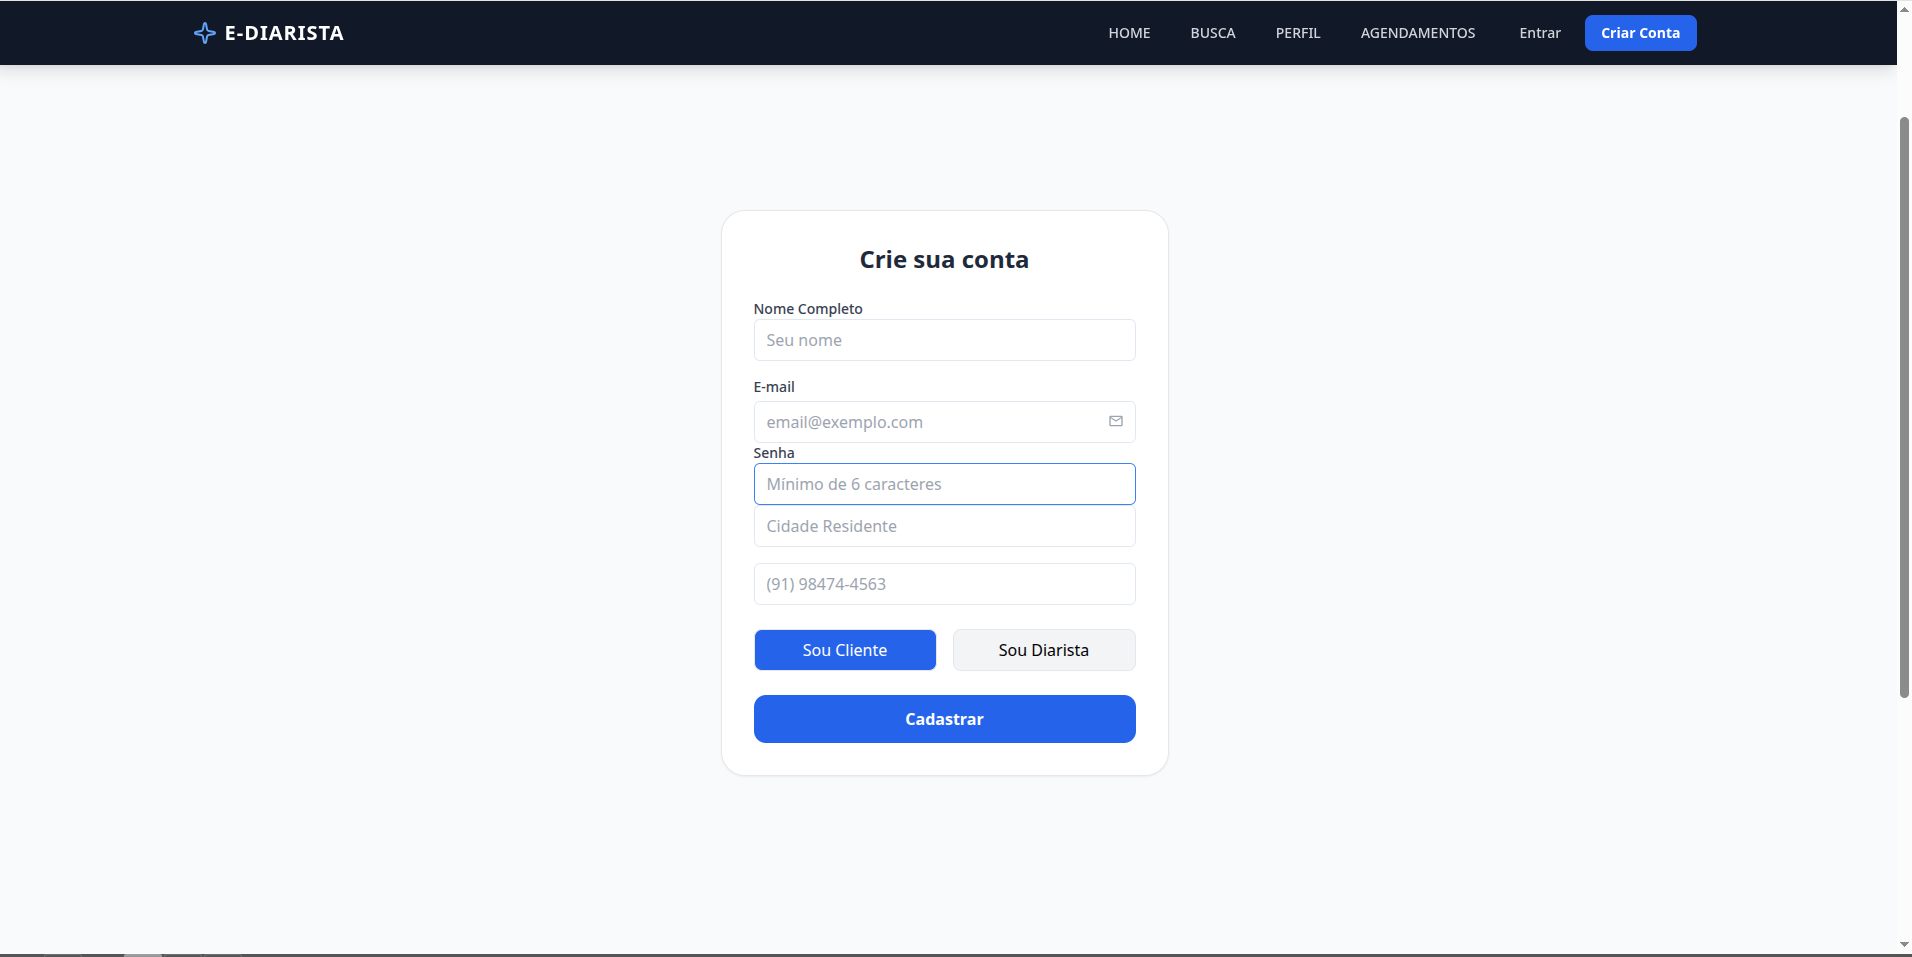 E-DIARISTA
HOME BUSCA PERFIL AGENDAMENTOS Entrar Criar Conta
Crie sua conta
Nome Completo
Seu nome
E-mail
email@exemplo.com
Senha
Mínimo de 6 caracteres
Cidade Residente
(91) 98474-4563
Sou Cliente Sou Diarista
Cadastrar